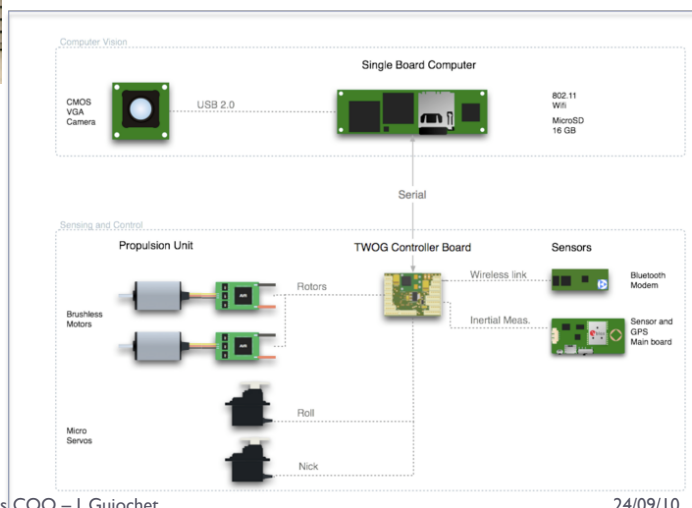 Computer Vision
Single Board Computer
CMOS
VGA
Camera
USB 2.0
802.11
Wifi
MicroSD
16 GB
Serial
Sensing and Control
Propulsion Unit
TWOG Controller Board
Sensors
Brushless
Motors
Rotors
Wireless link
Bluetooth
Modem
Inertial Meas.
Sensor and
GPS
Main board
Micro
Servos
Roll
Nick
s COO – J. Guiochet
24/09/10